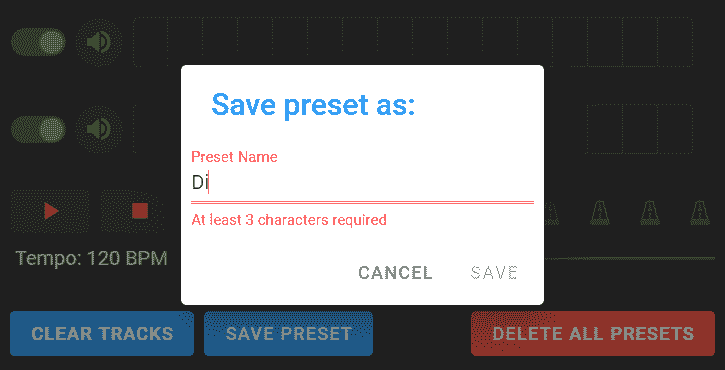 Save preset as:
Preset Name
Di
At least 3 characters required
CANCEL SAVE
Tempo: 120 BPM
CLEAR TRACKS SAVE PRESET DELETE ALL PRESETS